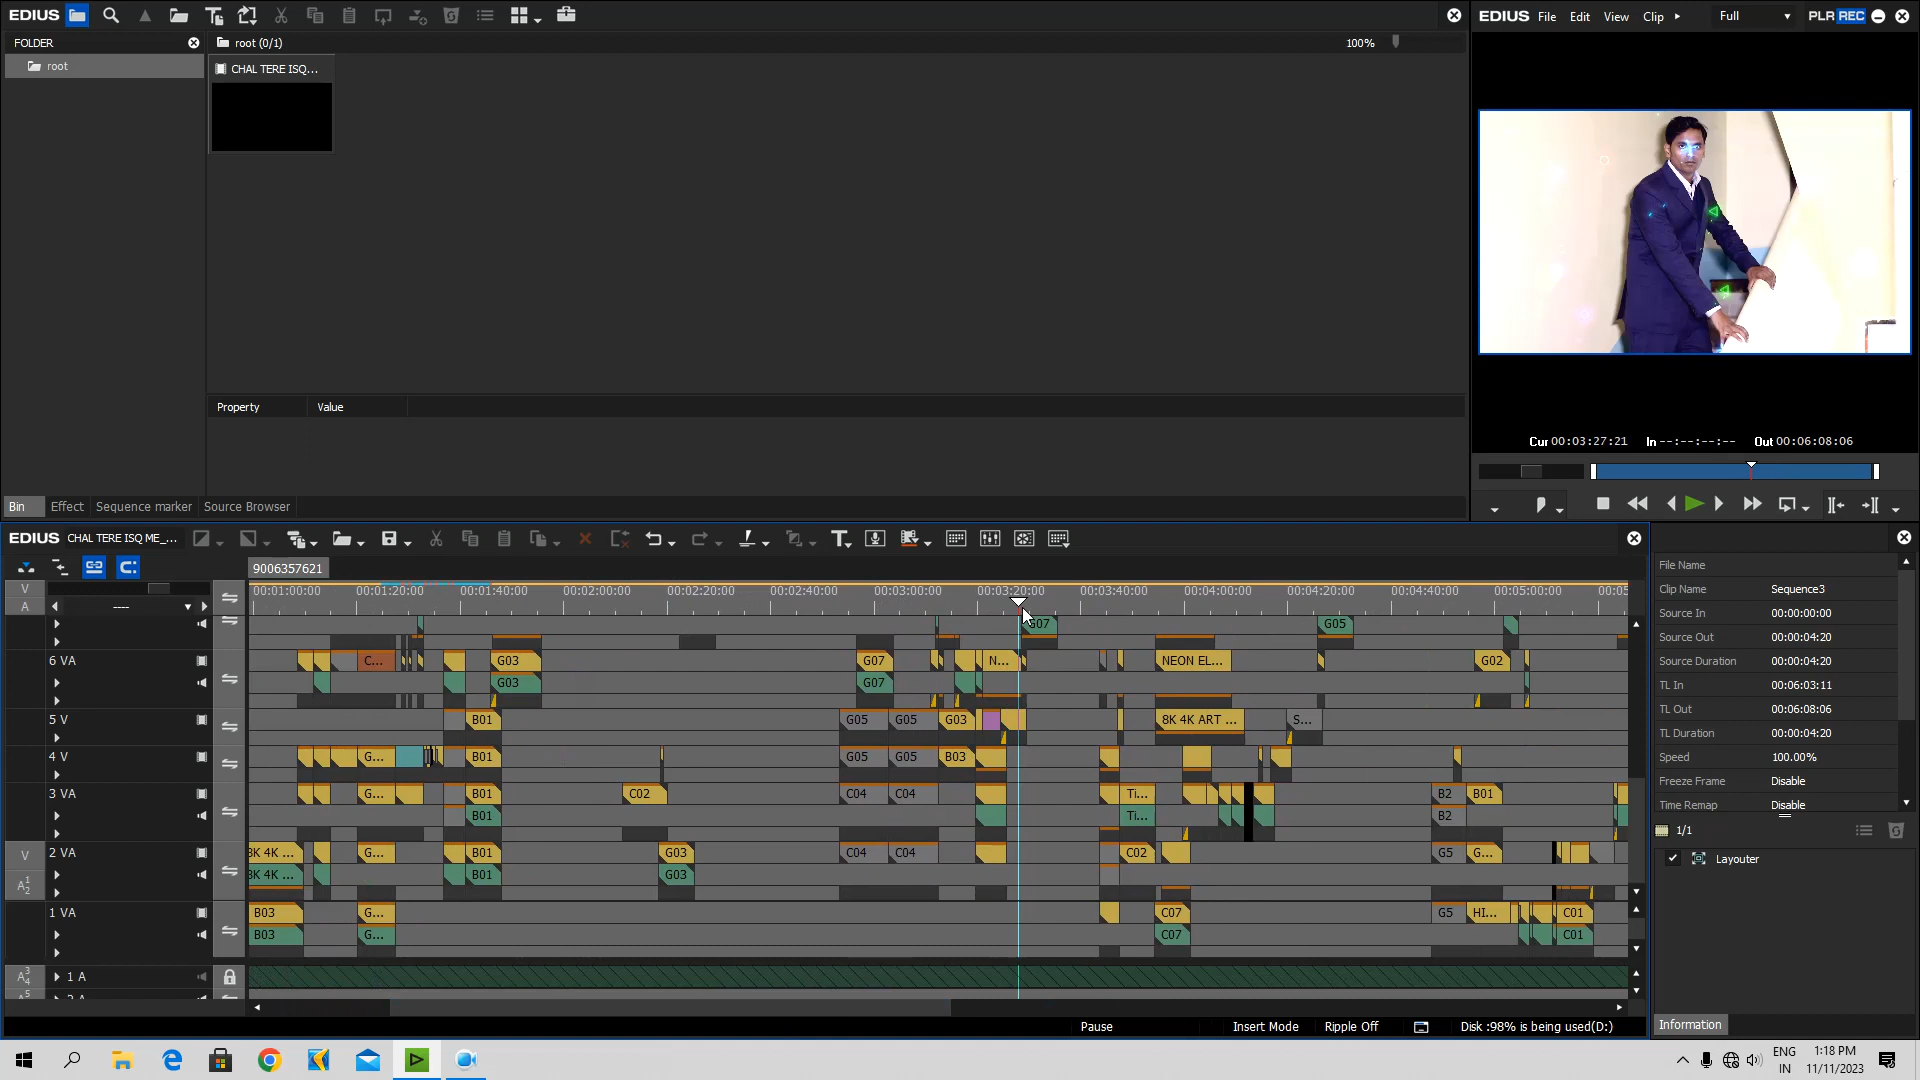 EDIUS
EDIUS File Edit View Clip Full PLR REC
FOLDER
root (0/1)
100%
root
CHAL TERE ISQ...
Property Value
Cur 00:03:27:21 In --:--:--:-- Out 00:06:08:06
Bin Effect Sequence marker Source Browser
EDIUS CHAL TERE ISQ ME_...
9006357621
V
A
----
00:01:00:00 00:01:20:00 00:01:40:00 00:02:00:00 00:02:20:00 00:02:40:00 00:03:00:00 00:03:20:00 00:03:40:00 00:04:00:00 00:04:20:00 00:04:40:00 00:05:00:00 00:05
G07 G05
6 VA C... G03 G07 N... NEON EL... G02
G03 G07
5 V B01 G05 G05 G03 8K 4K ART ... S...
4 V G... B01 G05 G05 B03
3 VA G... B01 C02 C04 C04 Ti... B2 B01
B01 Ti... B2
V 2 VA 8K 4K ... G... B01 G03 C04 C04 C02 G5 G...
A1 2 8K 4K ... B01 G03
1 VA B03 G... C07 G5 HI... C01
B03 G... C07 C01
A3 4 1 A
A5 2 A
File Name
Clip Name Sequence3
Source In 00:00:00:00
Source Out 00:00:04:20
Source Duration 00:00:04:20
TL In 00:06:03:11
TL Out 00:06:08:06
TL Duration 00:00:04:20
Speed 100.00%
Freeze Frame Disable
Time Remap Disable
1/1
Layouter
Information
Pause Insert Mode Ripple Off Disk :98% is being used(D:)
ENG
IN
1:18 PM
11/11/2023